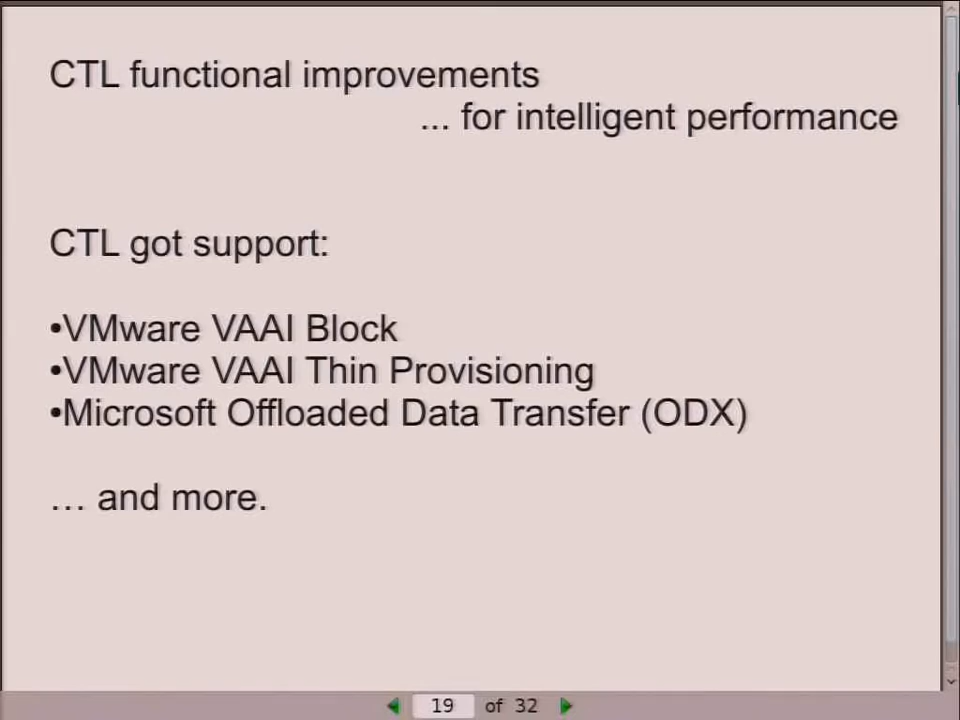 CTL functional improvements
... for intelligent performance
CTL got support:
•VMware VAAI Block
•VMware VAAI Thin Provisioning
•Microsoft Offloaded Data Transfer (ODX)
… and more.
19 of 32